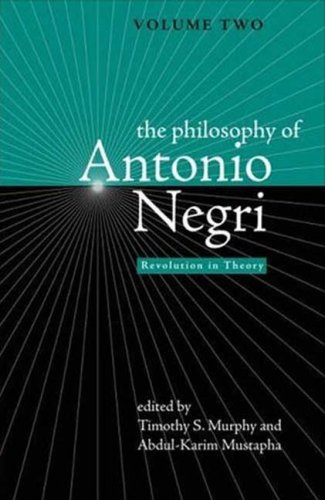 VOLUME TWO
the philosophy of
Antonio
Negri
Revolution in Theory
edited by
Timothy S. Murphy and
Abdul-Karim Mustapha